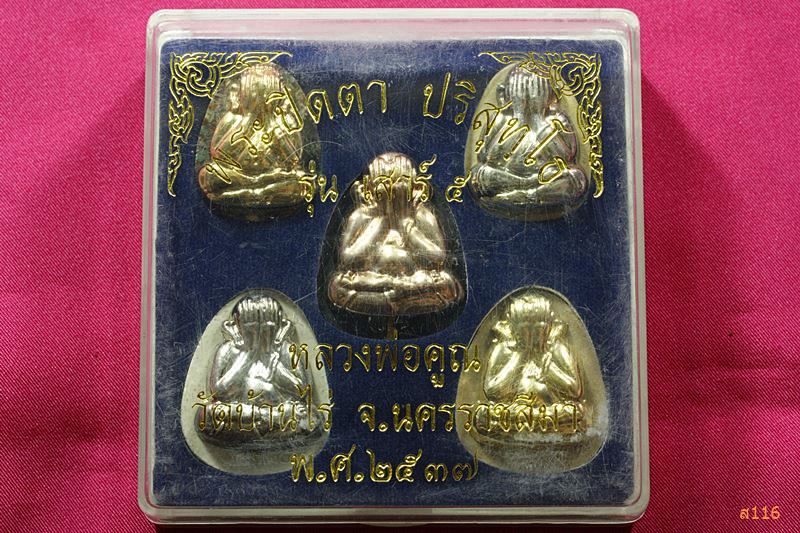 พระปิดตา ปริสุทโธ
รุ่น เสาร์ ๕
หลวงพ่อคูณ
วัดบ้านไร่ จ.นครราชสีมา
พ.ศ.๒๕๓๗
ส116